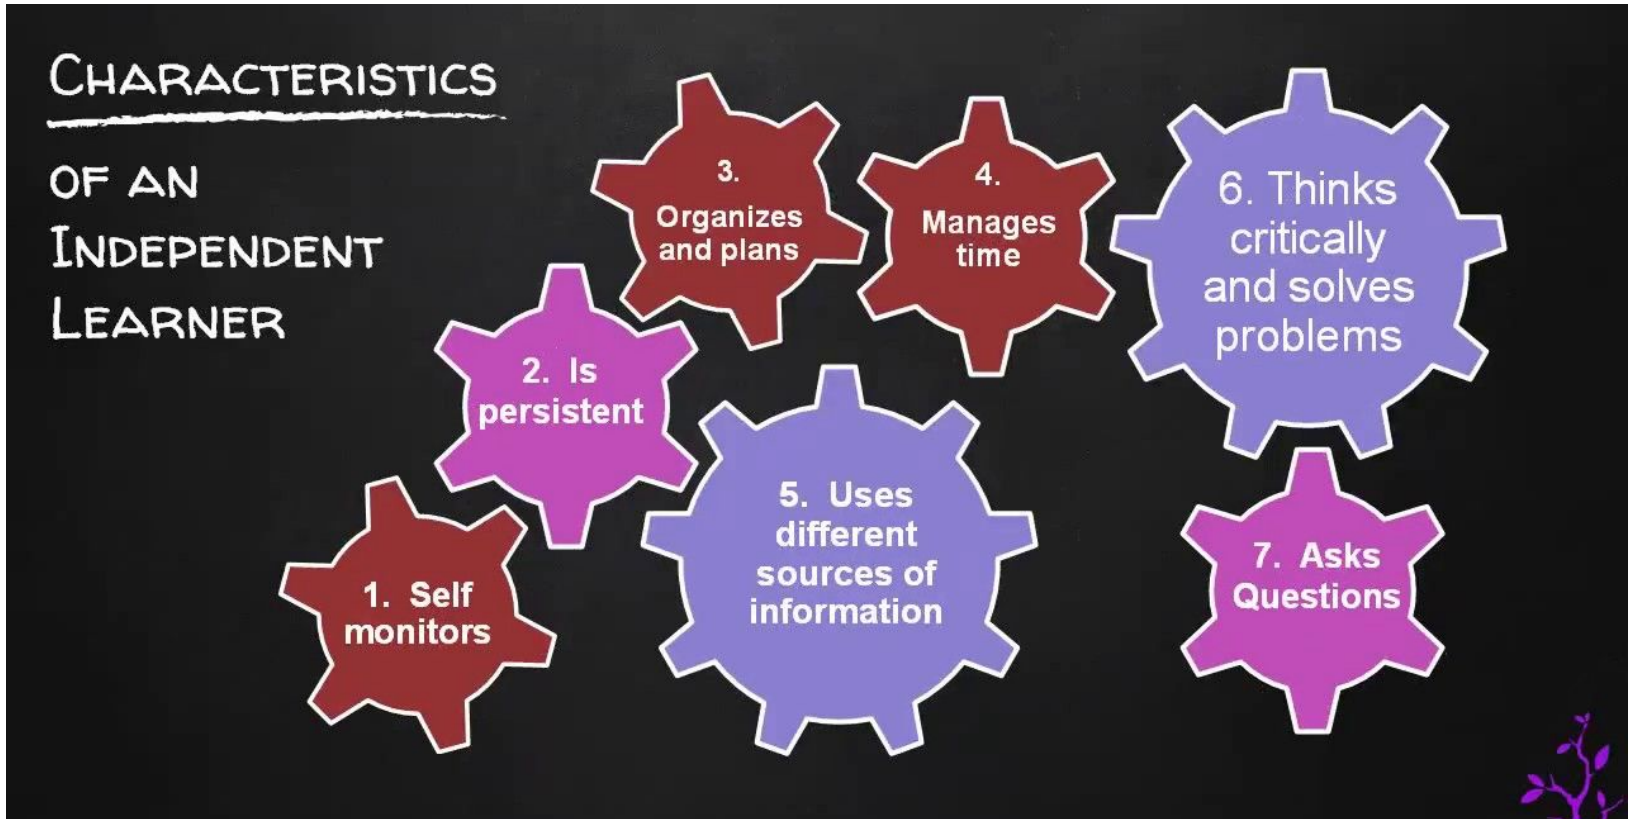 CHARACTERISTICS
OF AN
INDEPENDENT
LEARNER
1. Self
monitors
2. Is
persistent
3.
Organizes
and plans
4.
Manages
time
5. Uses
different
sources of
information
6. Thinks
critically
and solves
problems
7. Asks
Questions